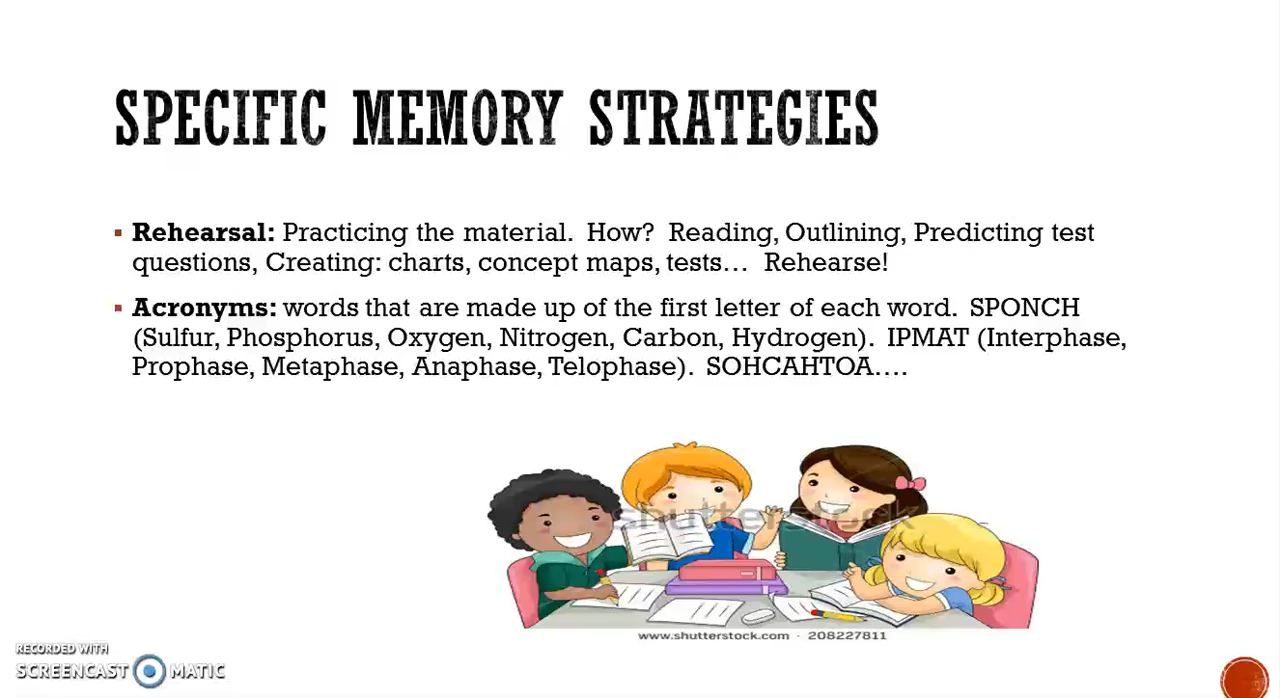 SPECIFIC MEMORY STRATEGIES
▪ Rehearsal: Practicing the material.  How?  Reading, Outlining, Predicting test
questions, Creating: charts, concept maps, tests…  Rehearse!
▪ Acronyms: words that are made up of the first letter of each word.  SPONCH
(Sulfur, Phosphorus, Oxygen, Nitrogen, Carbon, Hydrogen).  IPMAT (Interphase,
Prophase, Metaphase, Anaphase, Telophase).  SOHCAHTOA….
shutterstock
www.shutterstock.com · 208227811
RECORDED WITH
SCREENCAST MATIC